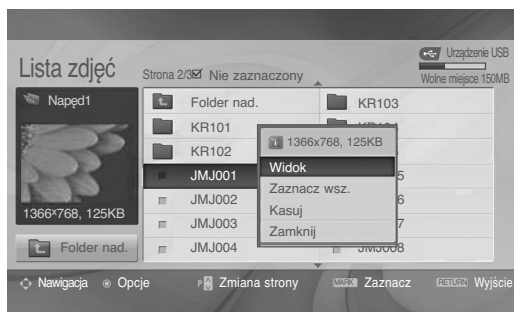 Lista zdjęć
Strona 2/3
Nie zaznaczony
Urządzenie USB
Wolne miejsce 150MB
Napęd1
1366x768, 125KB
Folder nad.
Folder nad.
KR101
KR102
JMJ001
JMJ002
JMJ003
JMJ004
KR103
1366x768, 125KB
Widok
Zaznacz wsz.
Kasuj
Zamknij
Nawigacja
Opcje
P Zmiana strony
MARK Zaznacz
RETURN Wyjście